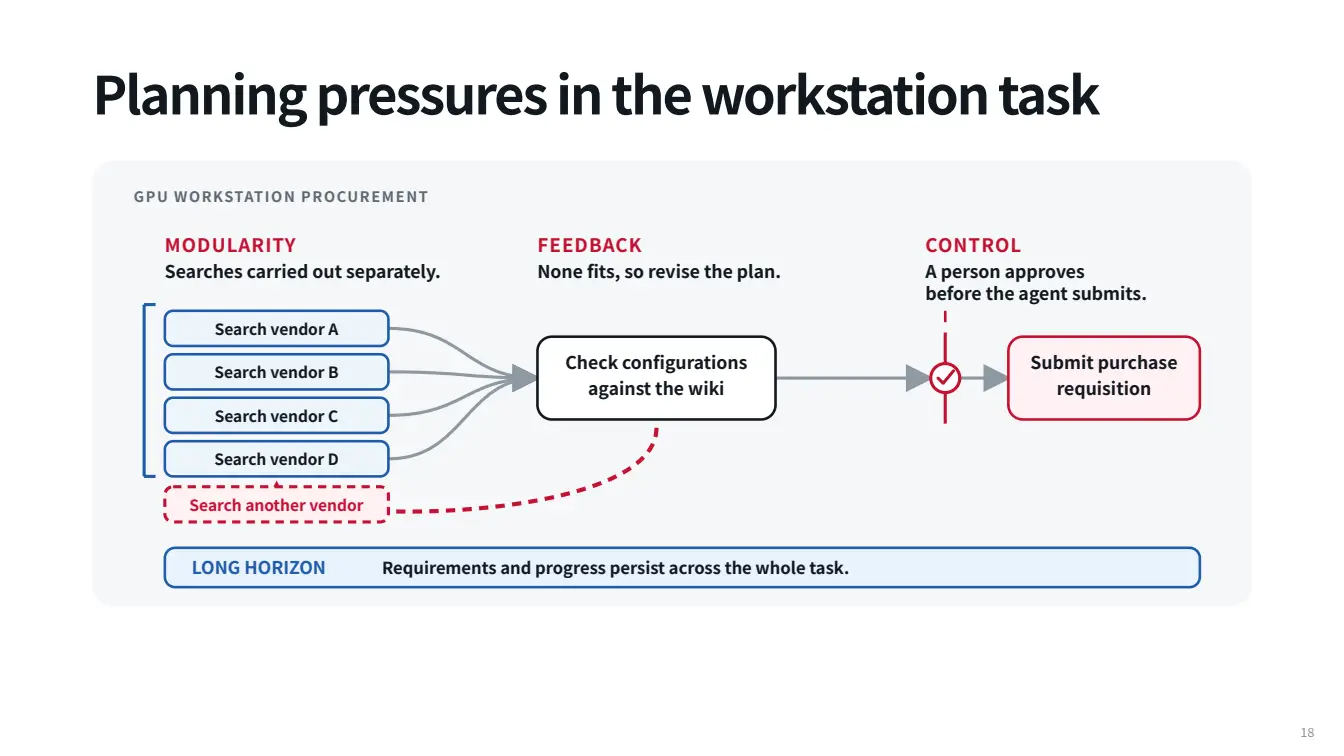 Planning pressures in the workstation task
GPU WORKSTATION PROCUREMENT
MODULARITY
Searches carried out separately.
FEEDBACK
None fits, so revise the plan.
CONTROL
A person approves
before the agent submits.
Search vendor A
Search vendor B
Search vendor C
Search vendor D
Search another vendor
Check configurations
against the wiki
Submit purchase
requisition
LONG HORIZON
Requirements and progress persist across the whole task.
18